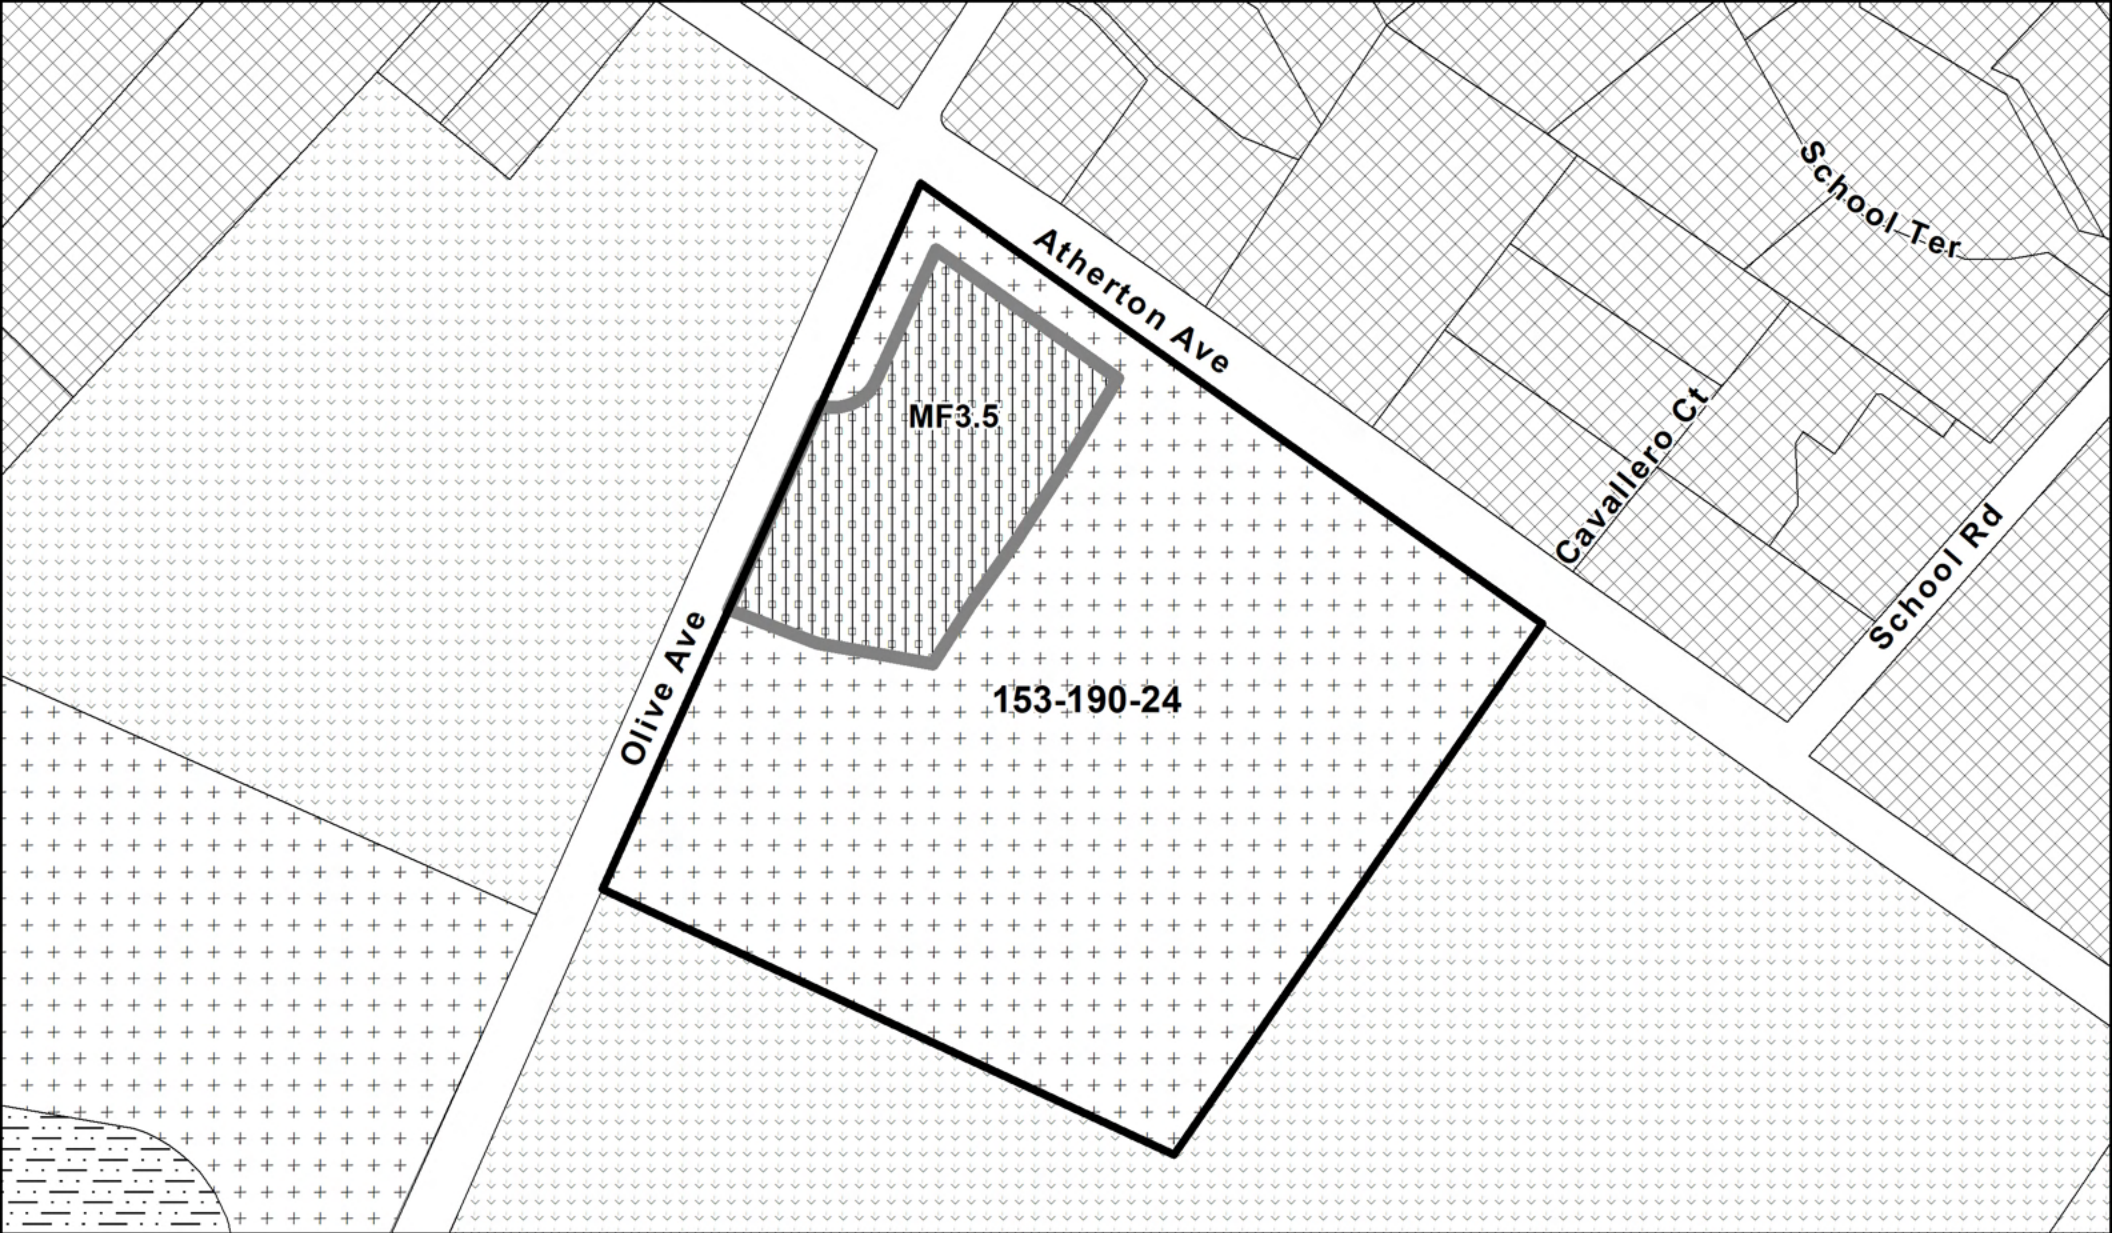 School Ter
Atherton Ave
MF3.5
Cavallero Ct
School Rd
Olive Ave
153-190-24